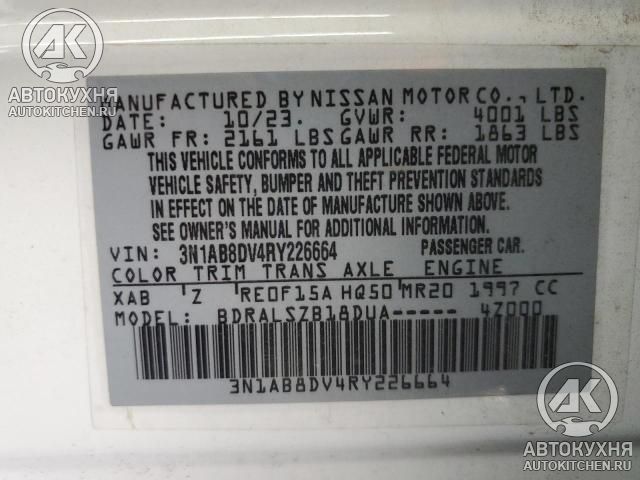 AK
АВТОКУХНЯ
AUTOKITCHEN.RU
MANUFACTURED BY NISSAN MOTOR CO., LTD.
DATE: 10/23. GVWR: 4001 LBS
GAWR FR: 2161 LBS GAWR RR: 1863 LBS
THIS VEHICLE CONFORMS TO ALL APPLICABLE FEDERAL MOTOR
VEHICLE SAFETY, BUMPER AND THEFT PREVENTION STANDARDS
IN EFFECT ON THE DATE OF MANUFACTURE SHOWN ABOVE.
SEE OWNER'S MANUAL FOR ADDITIONAL INFORMATION.
VIN: 3N1AB8DV4RY226664 PASSENGER CAR.
COLOR TRIM TRANS AXLE ENGINE
XAB Z RE0F15A HQ50 MR20 1997 CC
MODEL: BDRALSZB18DUA----- 4Z000
3N1AB8DV4RY226664
AK
АВТОКУХНЯ
AUTOKITCHEN.RU